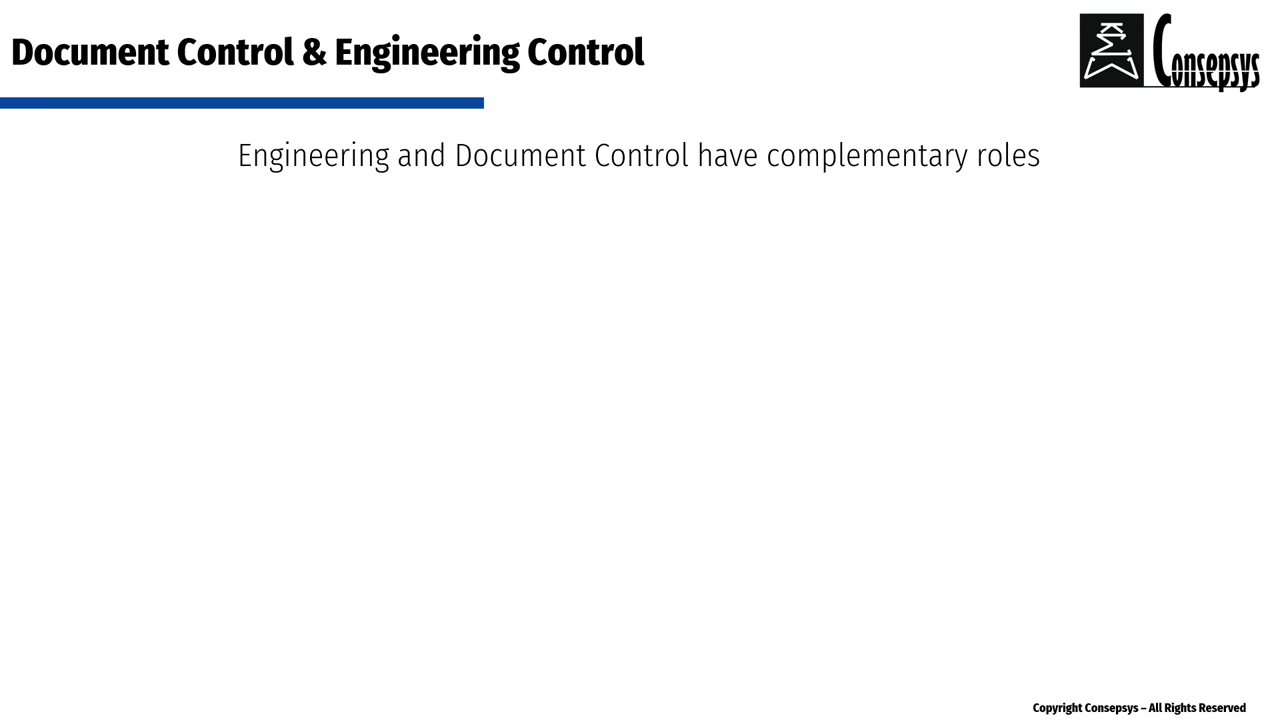 Document Control & Engineering Control
Consepsys
Engineering and Document Control have complementary roles
Copyright Consepsys – All Rights Reserved